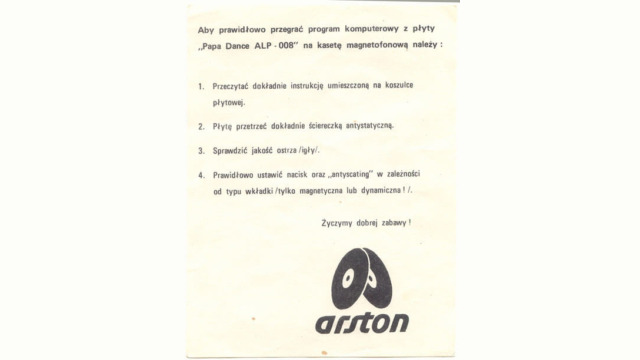 Aby prawidłowo przegrać program komputerowy z płyty
„Papa Dance ALP - 008" na kasetę magnetofonową należy :
1. Przeczytać dokładnie instrukcję umieszczoną na koszulce
płytowej.
2. Płytę przetrzeć dokładnie ściereczką antystatyczną.
3. Sprawdzić jakość ostrza /igły/.
4. Prawidłowo ustawić nacisk oraz „antyscating" w zależności
od typu wkładki /tylko magnetyczna lub dynamiczna ! /.
Życzymy dobrej zabawy !
arston